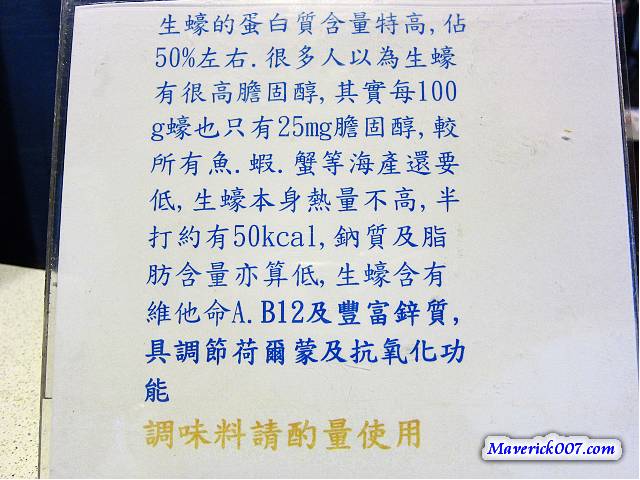 生蠔的蛋白質含量特高,佔
50%左右.很多人以為生蠔
有很高膽固醇,其實每100
g蠔也只有25mg膽固醇,較
所有魚.蝦.蟹等海產還要
低,生蠔本身熱量不高,半
打約有50kcal,鈉質及脂
肪含量亦算低,生蠔含有
維他命A.B12及豐富鋅質,
具調節荷爾蒙及抗氧化功
能
調味料請酌量使用
Maverick007.com